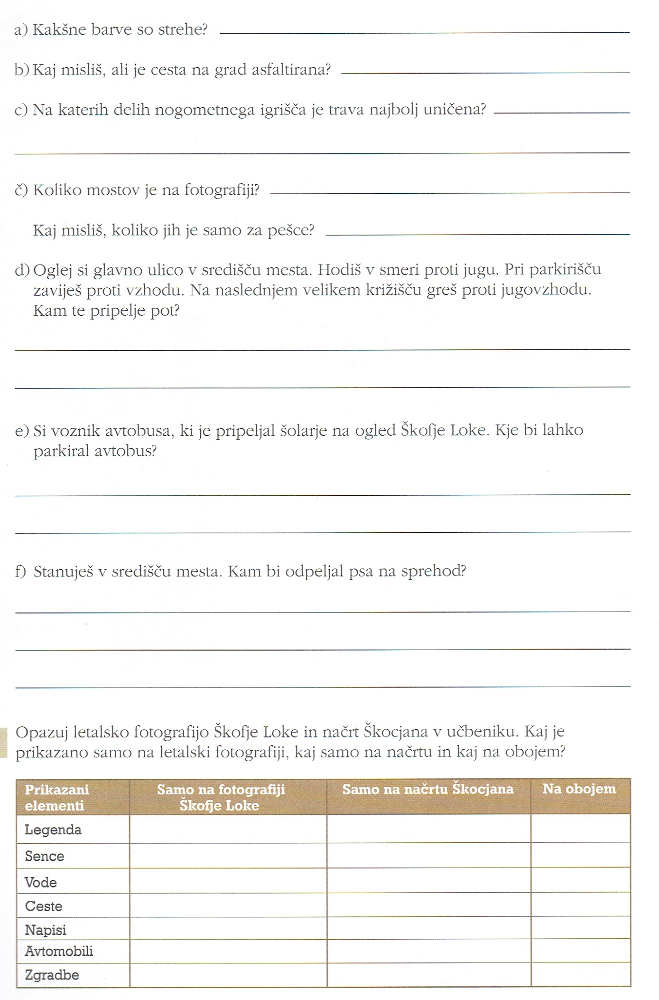 a) Kakšne barve so strehe?
b) Kaj misliš, ali je cesta na grad asfaltirana?
c) Na katerih delih nogometnega igrišča je trava najbolj uničena?
č) Koliko mostov je na fotografiji?
Kaj misliš, koliko jih je samo za pešce?
d) Oglej si glavno ulico v središču mesta. Hodiš v smeri proti jugu. Pri parkirišču
zaviješ proti vzhodu. Na naslednjem velikem križišču greš proti jugovzhodu.
Kam te pripelje pot?
e) Si voznik avtobusa, ki je pripeljal šolarje na ogled Škofje Loke. Kje bi lahko
parkiral avtobus?
f) Stanuješ v središču mesta. Kam bi odpeljal psa na sprehod?
Opazuj letalsko fotografijo Škofje Loke in načrt Škocjana v učbeniku. Kaj je
prikazano samo na letalski fotografiji, kaj samo na načrtu in kaj na obojem?
Prikazani elementi
Samo na fotografiji Škofje Loke
Samo na načrtu Škocjana
Na obojem
Legenda
Sence
Vode
Ceste
Napisi
Avtomobili
Zgradbe